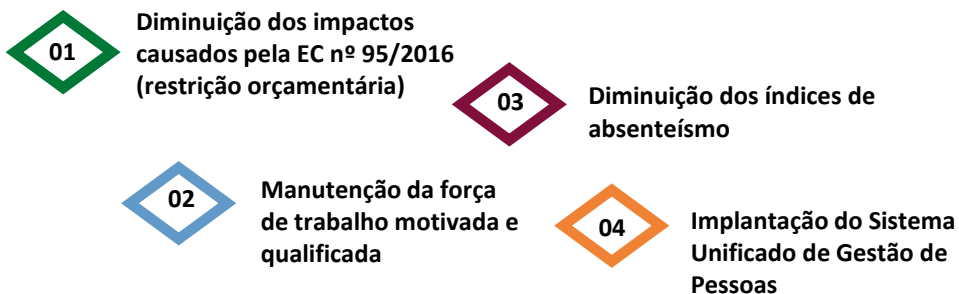 01
Diminuição dos impactos
causados pela EC nº 95/2016
(restrição orçamentária)
02
Manutenção da força
de trabalho motivada e
qualificada
03
Diminuição dos índices de
absenteísmo
04
Implantação do Sistema
Unificado de Gestão de
Pessoas